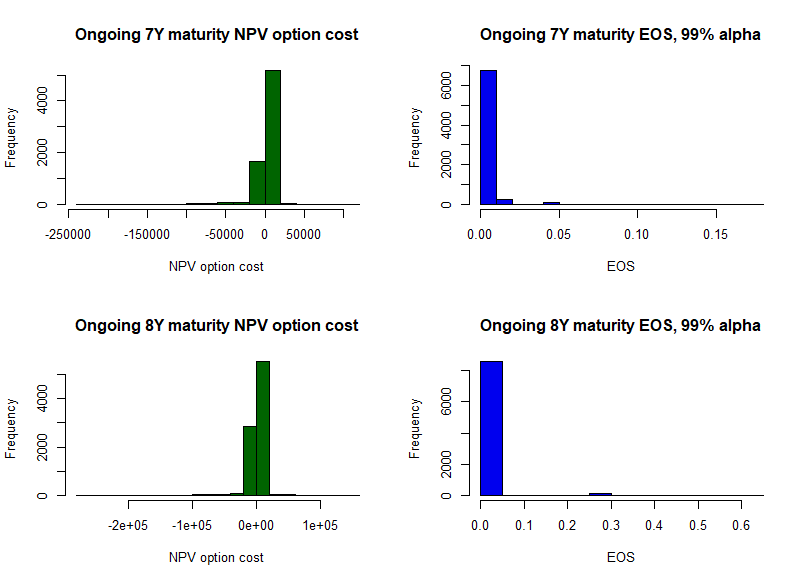 Ongoing 7Y maturity NPV option cost
Frequency
0
2000
4000
-250000
-150000
-50000
0
50000
NPV option cost
Ongoing 7Y maturity EOS, 99% alpha
Frequency
0
2000
4000
6000
0.00
0.05
0.10
0.15
EOS
Ongoing 8Y maturity NPV option cost
Frequency
0
2000
4000
-2e+05
-1e+05
0e+00
1e+05
NPV option cost
Ongoing 8Y maturity EOS, 99% alpha
Frequency
0
2000
6000
0.0
0.1
0.2
0.3
0.4
0.5
0.6
EOS